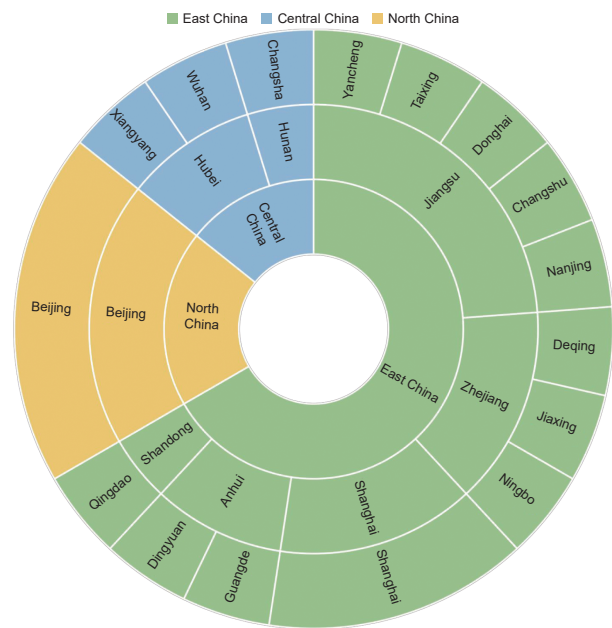 East China
Central China
North China
Yancheng
Taixing
Donghai
Changshu
Nanjing
Deqing
Jiaxing
Ningbo
Shanghai
Guangde
Dingyuan
Qingdao
Beijing
Xiangyang
Wuhan
Changsha
Jiangsu
Zhejiang
Shanghai
Anhui
Shandong
Beijing
Hubei
Hunan
East China
North
China
Central
China